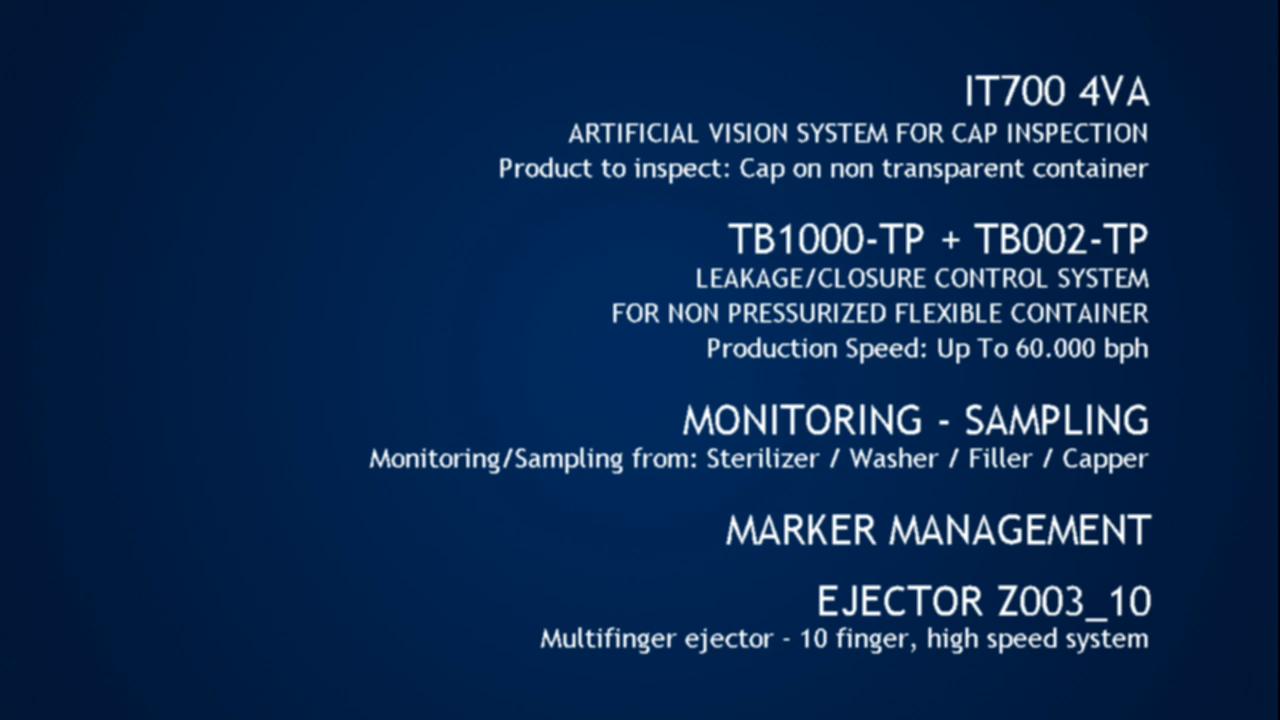 IT700 4VA
ARTIFICIAL VISION SYSTEM FOR CAP INSPECTION
Product to inspect: Cap on non transparent container
TB1000-TP + TB002-TP
LEAKAGE/CLOSURE CONTROL SYSTEM
FOR NON PRESSURIZED FLEXIBLE CONTAINER
Production Speed: Up To 60.000 bph
MONITORING - SAMPLING
Monitoring/Sampling from: Sterilizer / Washer / Filler / Capper
MARKER MANAGEMENT
EJECTOR Z003_10
Multifinger ejector - 10 finger, high speed system